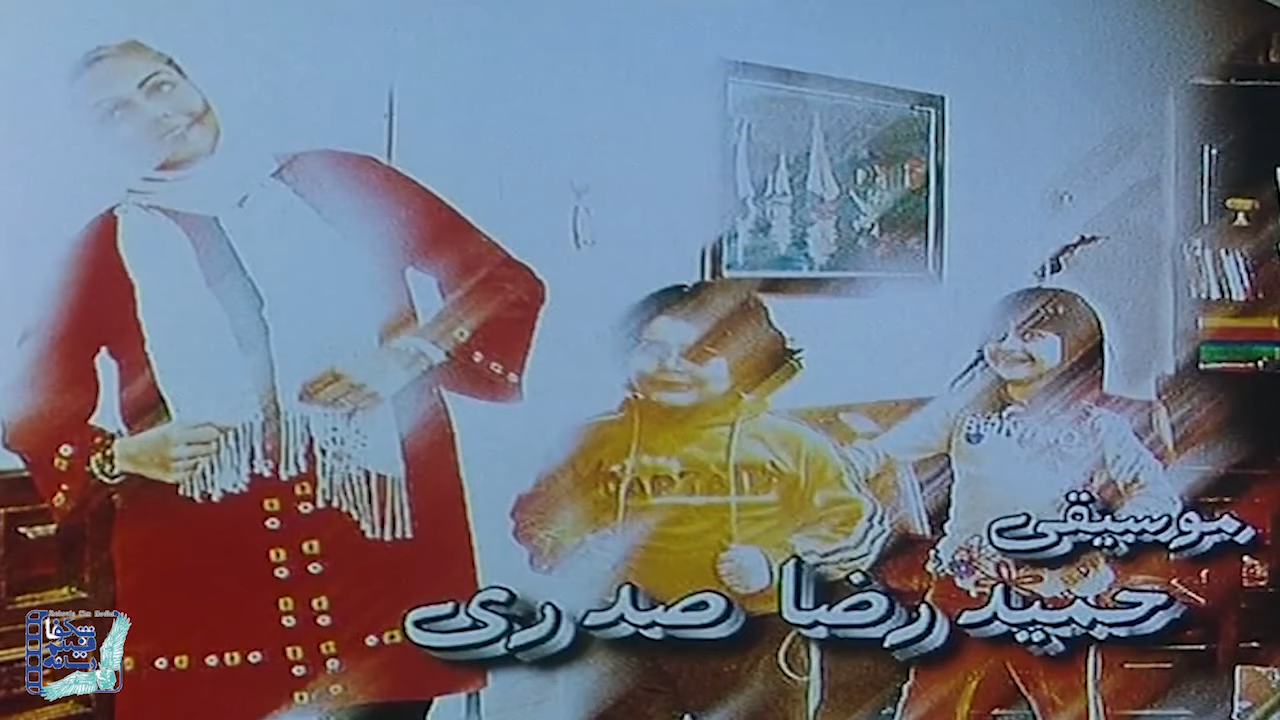 موسیقی
حمید رضا صدری